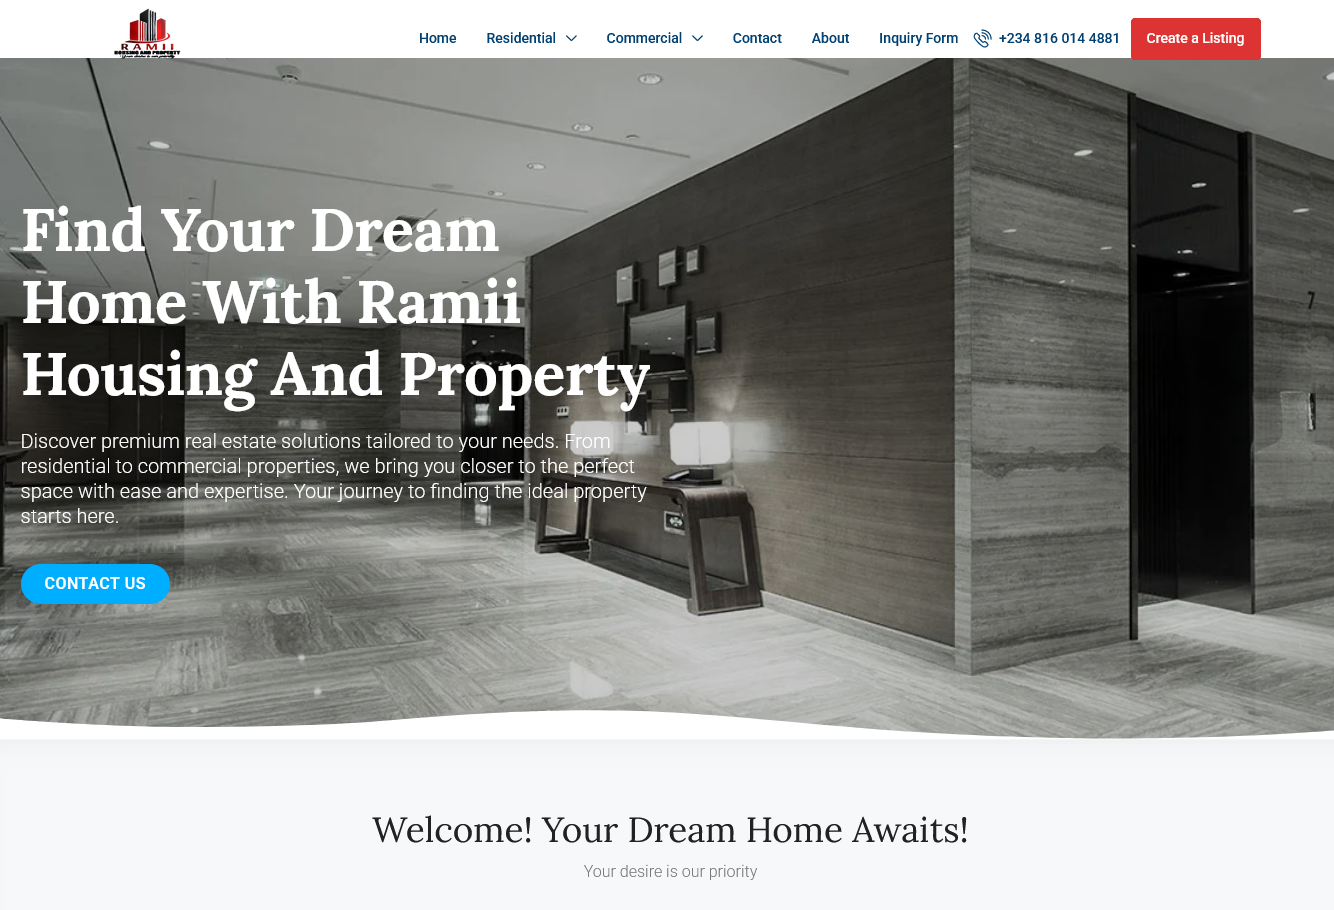 RAMII
HOUSING AND PROPERTY
Home
Residential
Commercial
Contact
About
Inquiry Form
+234 816 014 4881
Create a Listing
Find Your Dream
Home With Ramii
Housing And Property
7
Discover premium real estate solutions tailored to your needs. From
residential to commercial properties, we bring you closer to the perfect
space with ease and expertise. Your journey to finding the ideal property
starts here.
CONTACT US
Welcome! Your Dream Home Awaits!
Your desire is our priority